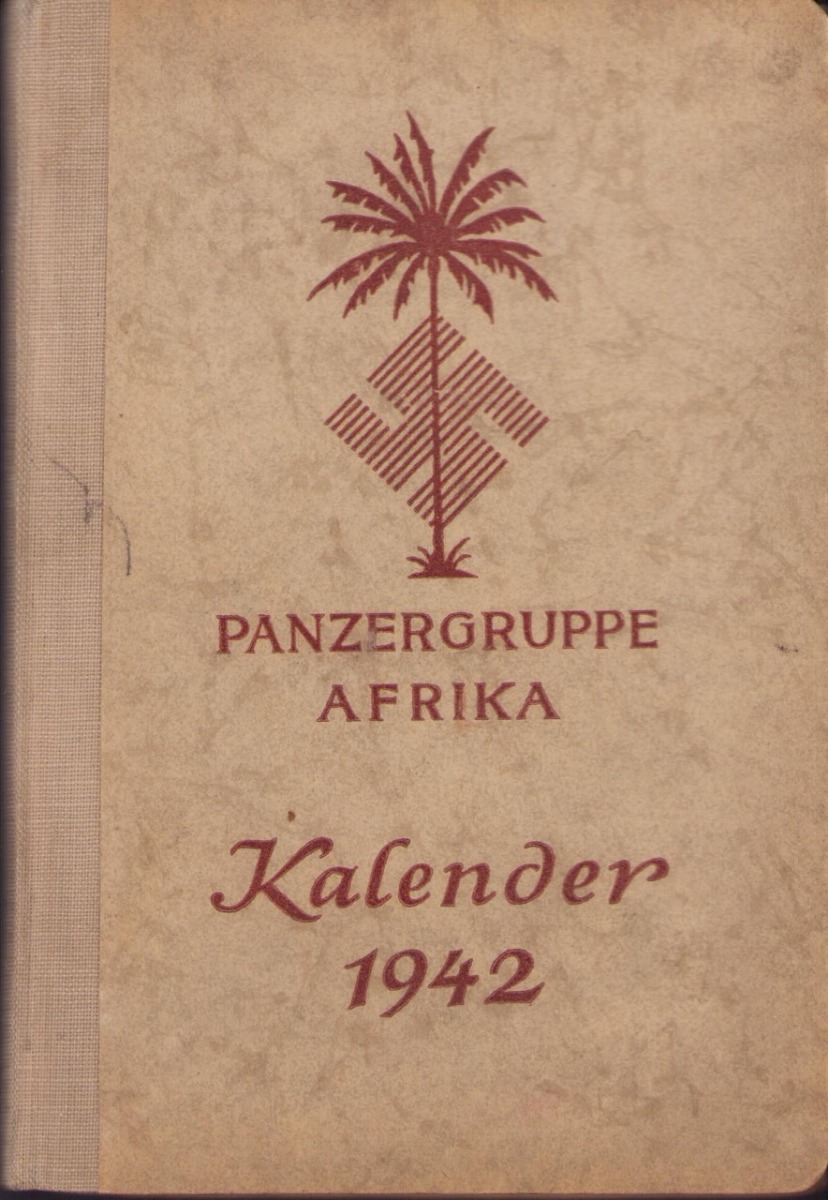 PANZERGRUPPE
AFRIKA
Kalender
1942